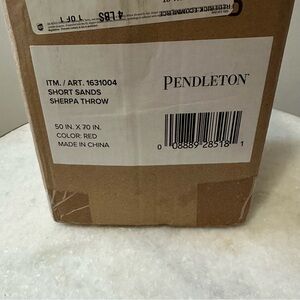 4 LBS
1 OF 1
ITM. / ART. 1631004
SHORT SANDS
SHERPA THROW
PENDLETON
50 IN. X 70 IN.
COLOR: RED
MADE IN CHINA
0 08889 28518 1